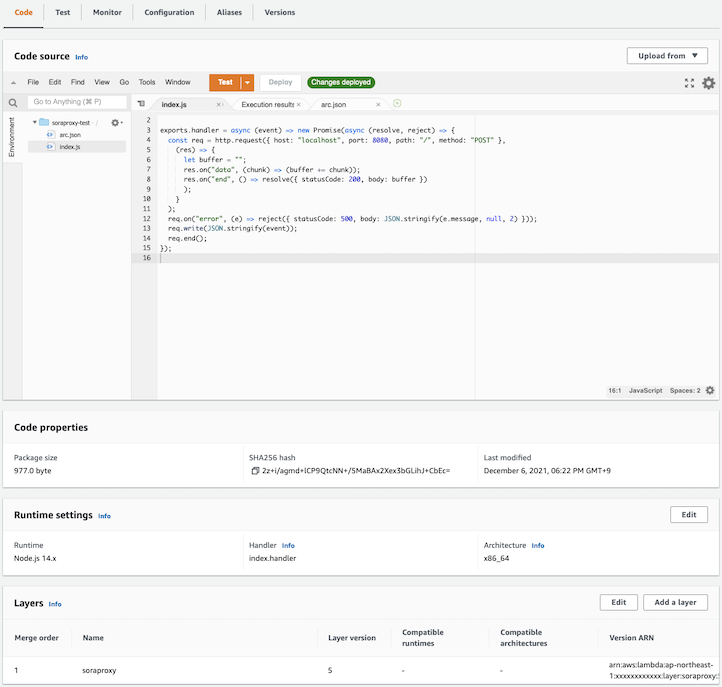 Code Test Monitor Configuration Aliases Versions
Code source Info Upload from
File Edit Find View Go Tools Window Test Deploy Changes deployed
Go to Anything (⌘ P) index.js Execution results arc.json
Environment
soraproxy-test - /
arc.json
index.js
2
3 exports.handler = async (event) => new Promise(async (resolve, reject) => {
4 const req = http.request({ host: "localhost", port: 8080, path: "/", method: "POST" },
5 (res) => {
6 let buffer = "";
7 res.on("data", (chunk) => (buffer += chunk));
8 res.on("end", () => resolve({ statusCode: 200, body: buffer })
9 );
10 }
11 );
12 req.on("error", (e) => reject({ statusCode: 500, body: JSON.stringify(e.message, null, 2) }));
13 req.write(JSON.stringify(event));
14 req.end();
15 });
16
16:1 JavaScript Spaces: 2
Code properties
Package size SHA256 hash Last modified
977.0 byte 2z+i/agmd+lCP9QtcNN+/5MaBAx2Xex3bGLihJ+CbEc= December 6, 2021, 06:22 PM GMT+9
Runtime settings Info Edit
Runtime Handler Info Architecture Info
Node.js 14.x index.handler x86_64
Layers Info Edit Add a layer
Merge order Name Layer version Compatible runtimes Compatible architectures Version ARN
1 soraproxy 5 - - arn:aws:lambda:ap-northeast-
1:xxxxxxxxxxxx:layer:soraproxy: